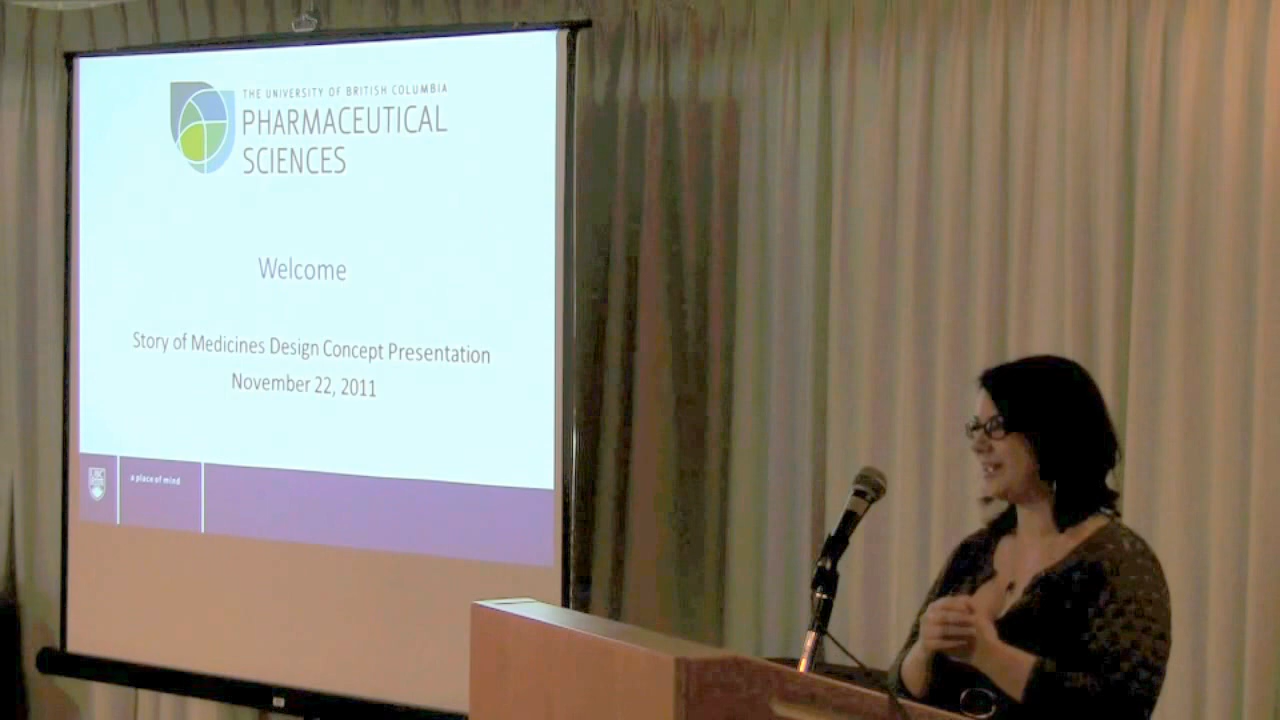 THE UNIVERSITY OF BRITISH COLUMBIA
PHARMACEUTICAL
SCIENCES
Welcome
Story of Medicines Design Concept Presentation
November 22, 2011
UBC
a place of mind